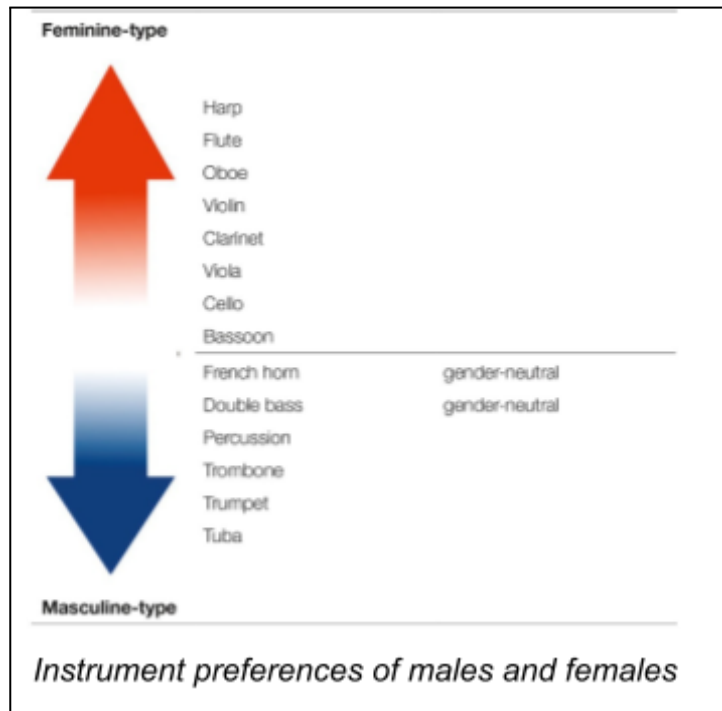 Feminine-type
Harp
Flute
Oboe
Violin
Clarinet
Viola
Cello
Bassoon
French horn gender-neutral
Double bass gender-neutral
Percussion
Trombone
Trumpet
Tuba
Masculine-type
Instrument preferences of males and females